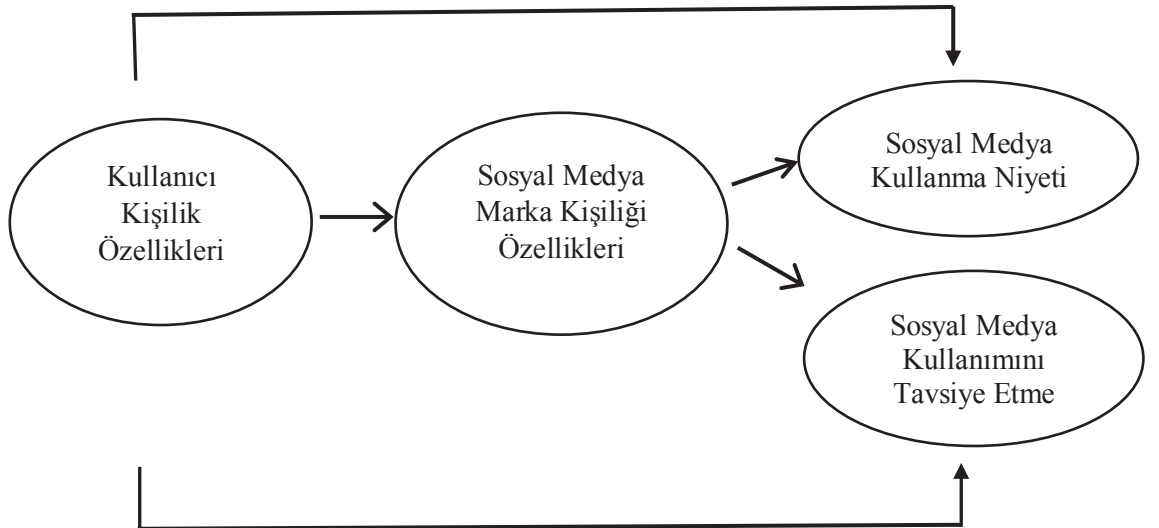 Kullanıcı
Kişilik
Özellikleri
Sosyal Medya
Marka Kişiliği
Özellikleri
Sosyal Medya
Kullanma Niyeti
Sosyal Medya
Kullanımını
Tavsiye Etme